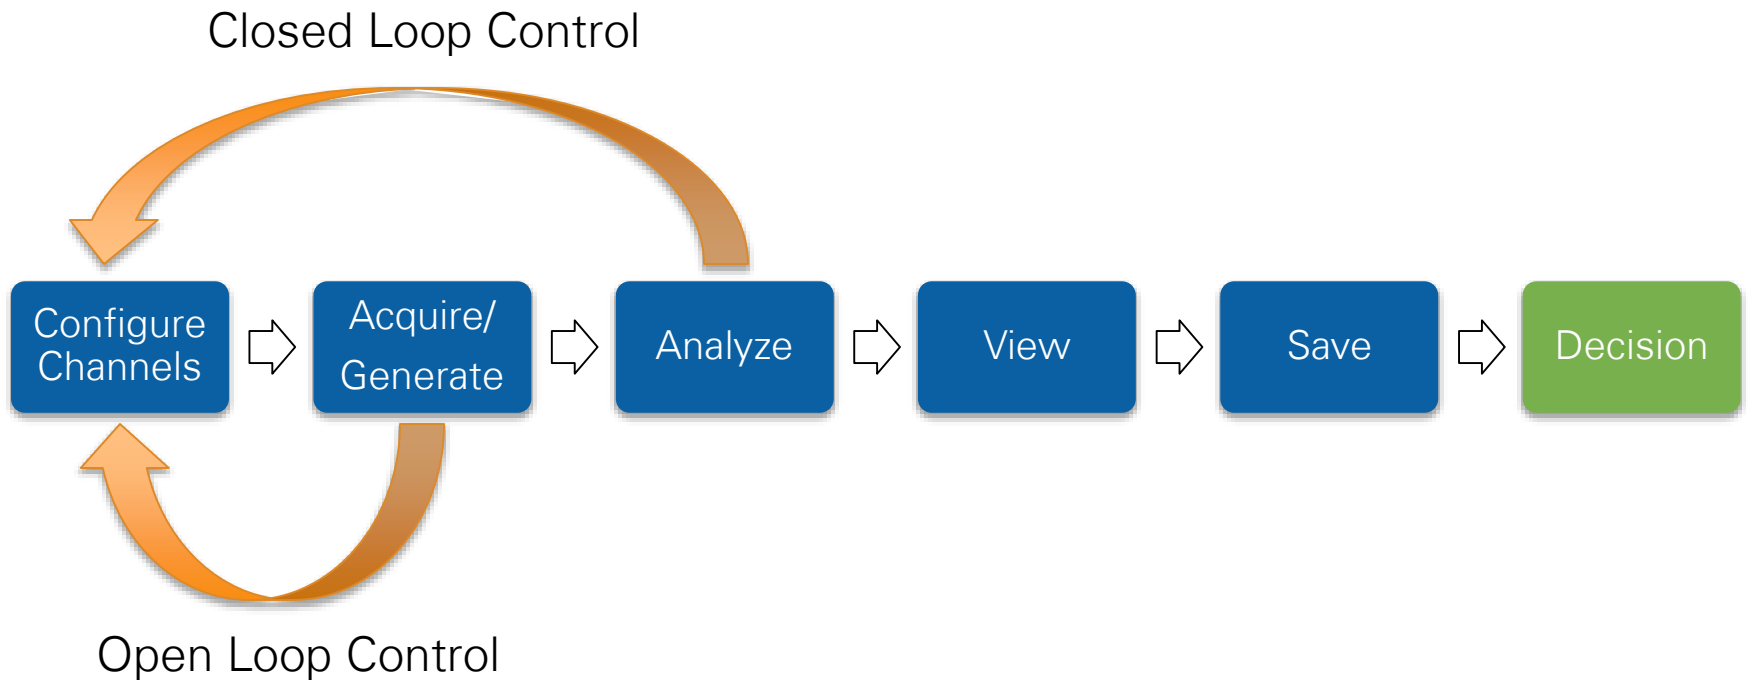 Closed Loop Control
Configure
Channels
Acquire/
Generate
Analyze
View
Save
Decision
Open Loop Control